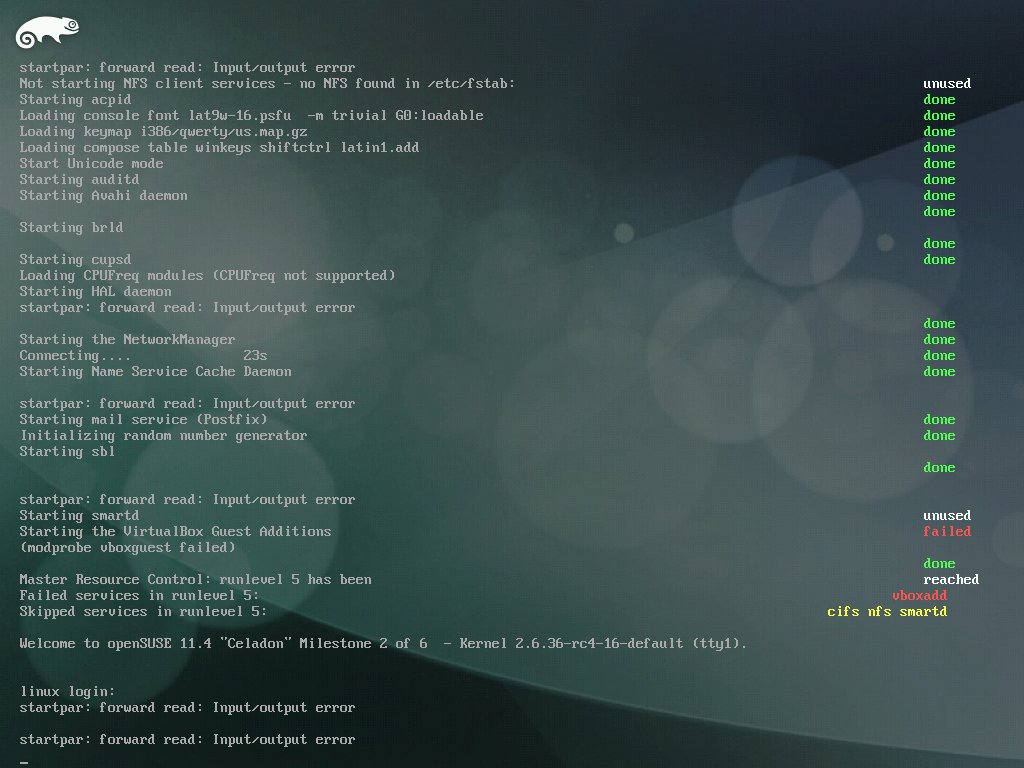 startpar: forward read: Input/output error
Not starting NFS client services - no NFS found in /etc/fstab: unused
Starting acpid done
Loading console font lat9w-16.psfu  -m trivial G0:loadable done
Loading keymap i386/qwerty/us.map.gz done
Loading compose table winkeys shiftctrl latin1.add done
Start Unicode mode done
Starting auditd done
Starting Avahi daemon done
done
Starting brld
done
Starting cupsd done
Loading CPUFreq modules (CPUFreq not supported)
Starting HAL daemon
startpar: forward read: Input/output error
done
Starting the NetworkManager done
Connecting.... 23s done
Starting Name Service Cache Daemon done
startpar: forward read: Input/output error
Starting mail service (Postfix) done
Initializing random number generator done
Starting sbl
done
startpar: forward read: Input/output error
Starting smartd unused
Starting the VirtualBox Guest Additions failed
(modprobe vboxguest failed)
done
Master Resource Control: runlevel 5 has been reached
Failed services in runlevel 5: vboxadd
Skipped services in runlevel 5: cifs nfs smartd
Welcome to openSUSE 11.4 "Celadon" Milestone 2 of 6  - Kernel 2.6.36-rc4-16-default (tty1).
linux login:
startpar: forward read: Input/output error
startpar: forward read: Input/output error
_